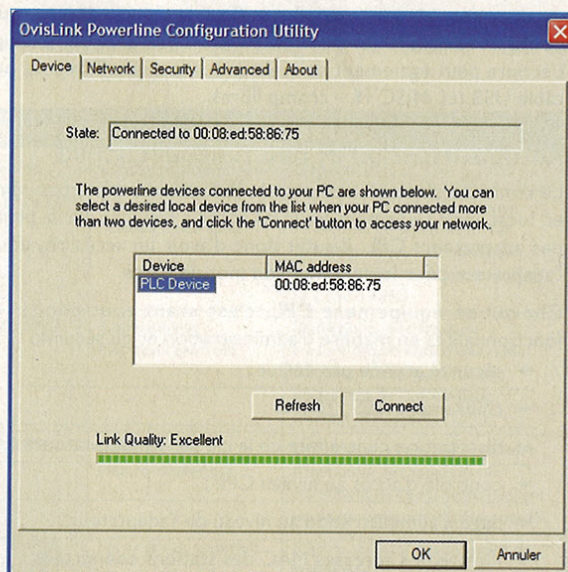 OvisLink Powerline Configuration Utility
Device Network Security Advanced About
State: Connected to 00:08:ed:58:86:75
The powerline devices connected to your PC are shown below. You can
select a desired local device from the list when your PC connected more
than two devices, and click the 'Connect' button to access your network.
Device MAC address
PLC Device 00:08:ed:58:86:75
Refresh Connect
Link Quality: Excellent
OK Annuler